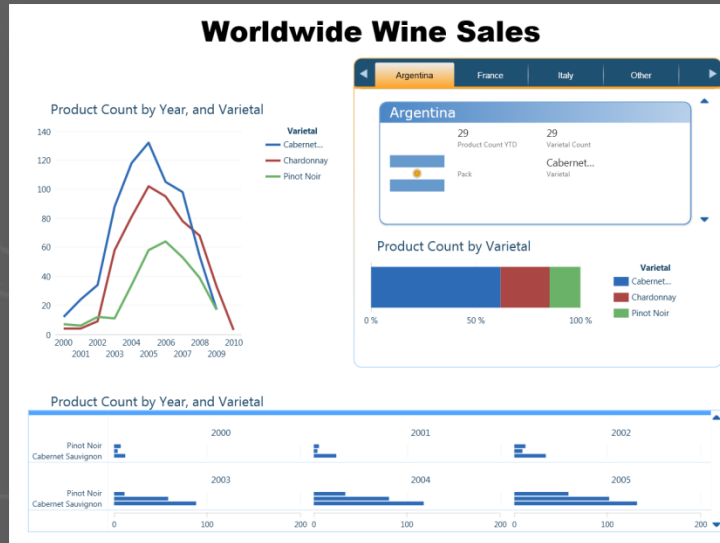 Worldwide Wine Sales
Product Count by Year, and Varietal
140
120
100
80
60
40
20
0
2000 2002 2004 2006 2008 2010
2001 2003 2005 2007 2009
Varietal
Cabernet...
Chardonnay
Pinot Noir
Argentina France Italy Other
Argentina
29 29
Product Count YTD Varietal Count
Cabernet...
Pack Varietal
Product Count by Varietal
0 % 50 % 100 %
Varietal
Cabernet...
Chardonnay
Pinot Noir
Product Count by Year, and Varietal
2000 2001 2002
Pinot Noir
Cabernet Sauvignon
2003 2004 2005
Pinot Noir
Cabernet Sauvignon
0 100 200 0 100 200 0 100 200